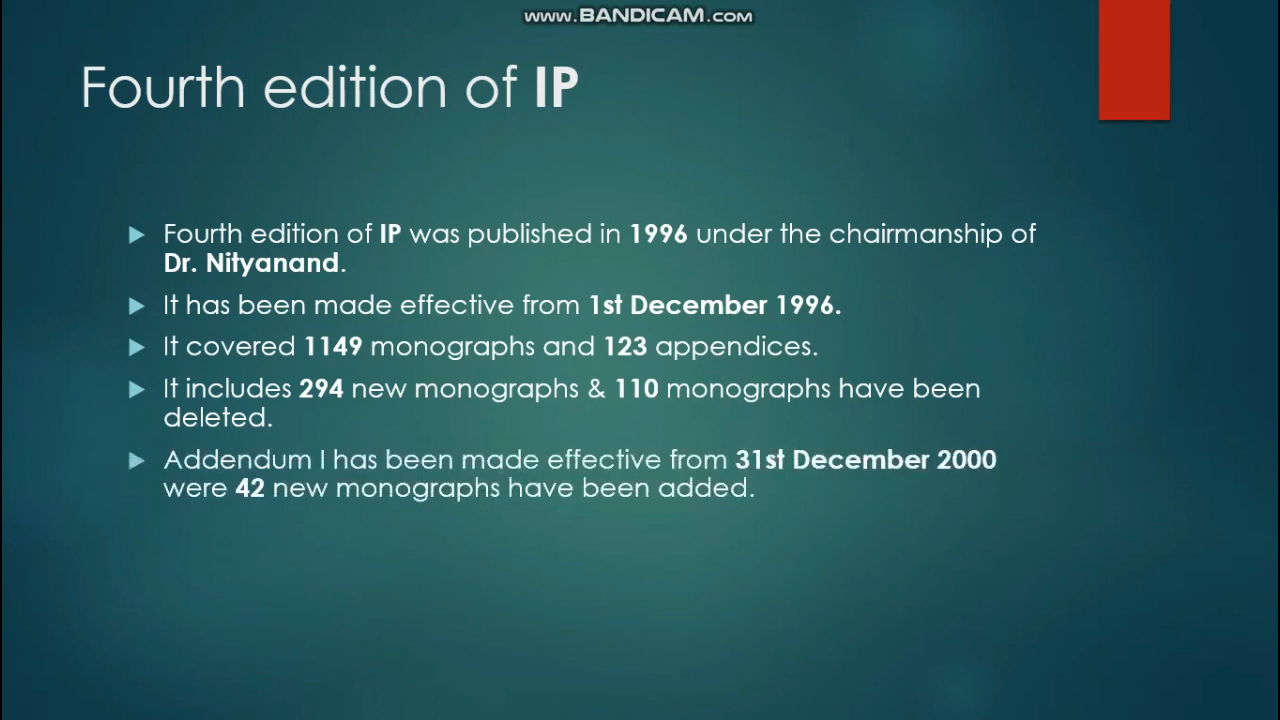 www.BANDICAM.com
Fourth edition of IP
Fourth edition of IP was published in 1996 under the chairmanship of
Dr. Nityanand.
It has been made effective from 1st December 1996.
It covered 1149 monographs and 123 appendices.
It includes 294 new monographs & 110 monographs have been
deleted.
Addendum I has been made effective from 31st December 2000
were 42 new monographs have been added.